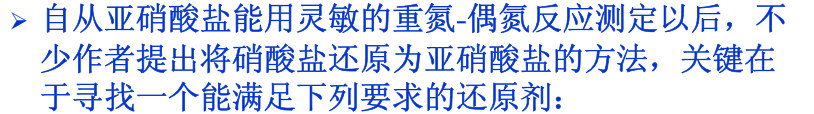 ➢ 自从亚硝酸盐能用灵敏的重氮-偶氮反应测定以后，不
少作者提出将硝酸盐还原为亚硝酸盐的方法，关键在
于寻找一个能满足下列要求的还原剂：